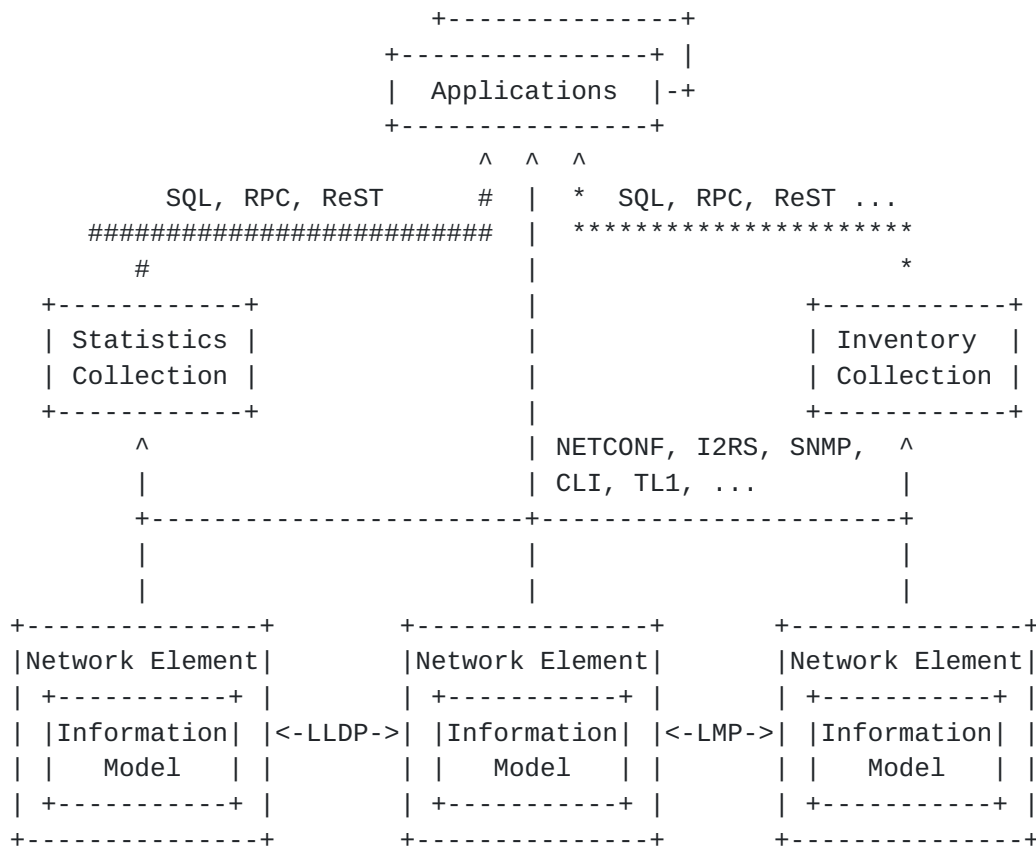 Applications
SQL, RPC, ReST
SQL, RPC, ReST ...
Statistics
Collection
Inventory
Collection
NETCONF, I2RS, SNMP,
CLI, TL1, ...
Network Element
Information
Model
<-LLDP->
Network Element
Information
Model
<-LMP->
Network Element
Information
Model